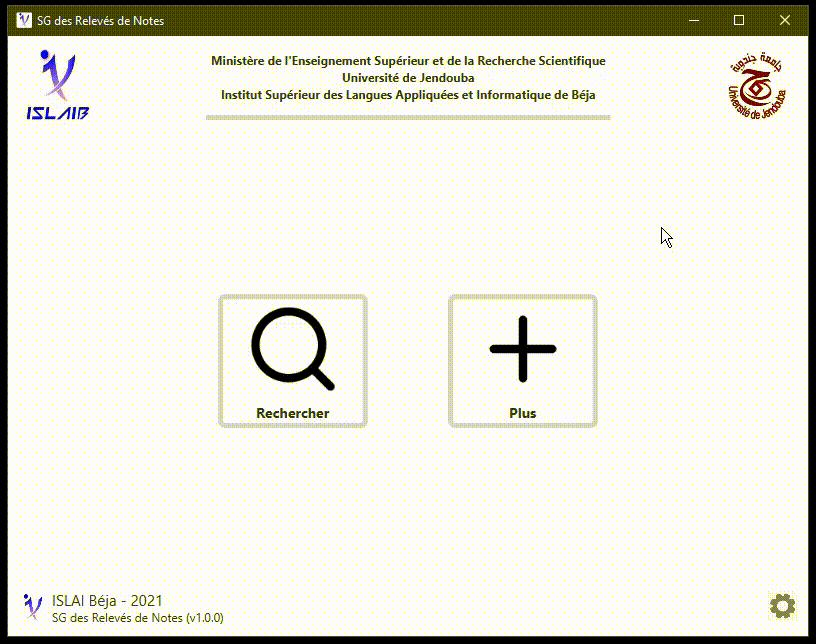 SG des Relevés de Notes
Ministère de l'Enseignement Supérieur et de la Recherche Scientifique
Université de Jendouba
Institut Supérieur des Langues Appliquées et Informatique de Béja
ISLAIB
جامعة جندوبة
Université de Jendouba
Rechercher
Plus
ISLAI Béja - 2021
SG des Relevés de Notes (v1.0.0)